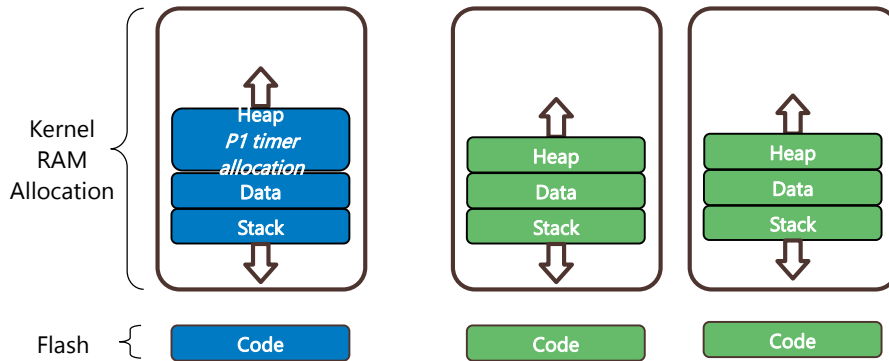 Kernel
RAM
Allocation
Heap
P1 timer
allocation
Data
Stack
Heap
Data
Stack
Heap
Data
Stack
Flash
Code
Code
Code